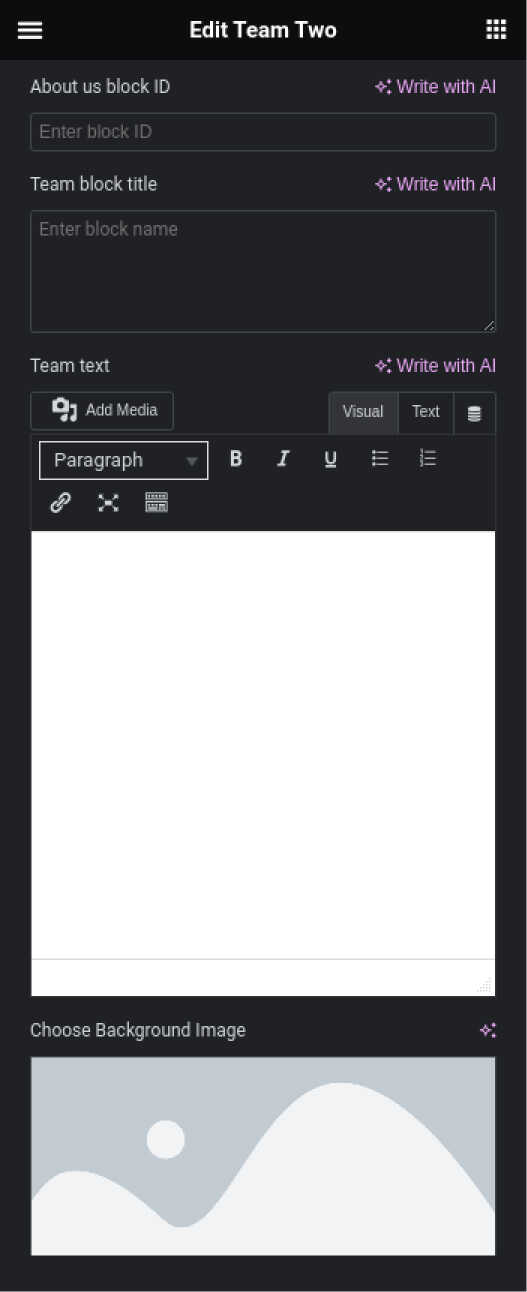 Edit Team Two
About us block ID Write with AI
Enter block ID
Team block title Write with AI
Enter block name
Team text Write with AI
Add Media Visual Text
Paragraph B I U
Choose Background Image